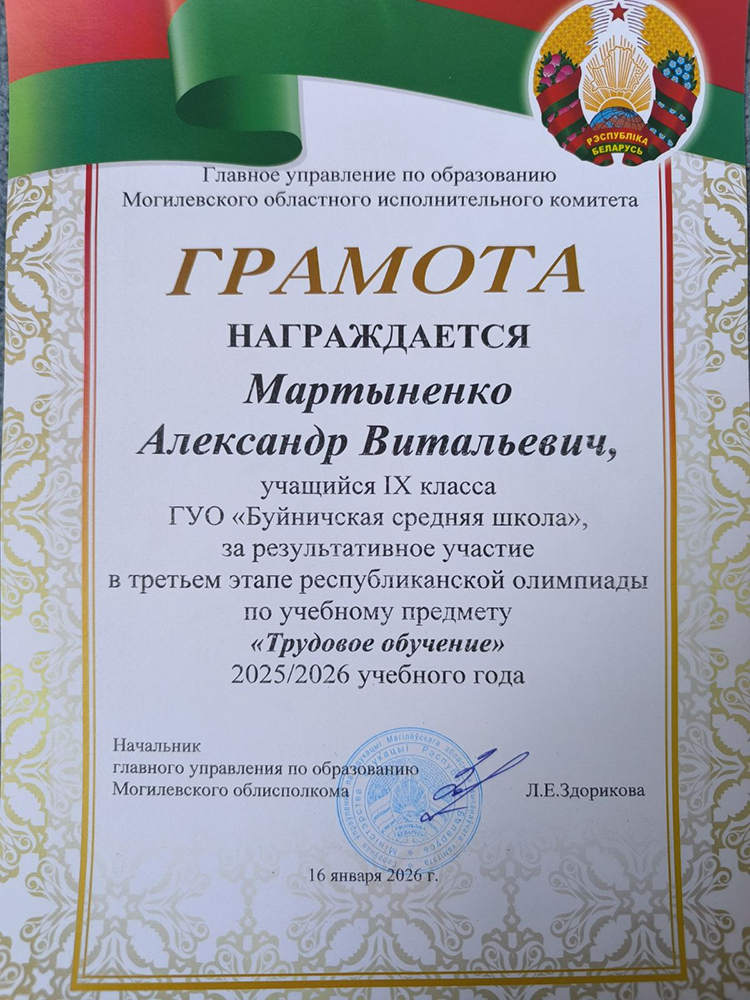 РЭСПУБЛІКА
БЕЛАРУСЬ
Главное управление по образованию
Могилевского областного исполнительного комитета
ГРАМОТА
НАГРАЖДАЕТСЯ
Мартыненко
Александр Витальевич,
учащийся IX класса
ГУО «Буйничская средняя школа»,
за результативное участие
в третьем этапе республиканской олимпиады
по учебному предмету
«Трудовое обучение»
2025/2026 учебного года
Начальник
главного управления по образованию
Могилевского облисполкома
Л.Е.Здорикова
16 января 2026 г.